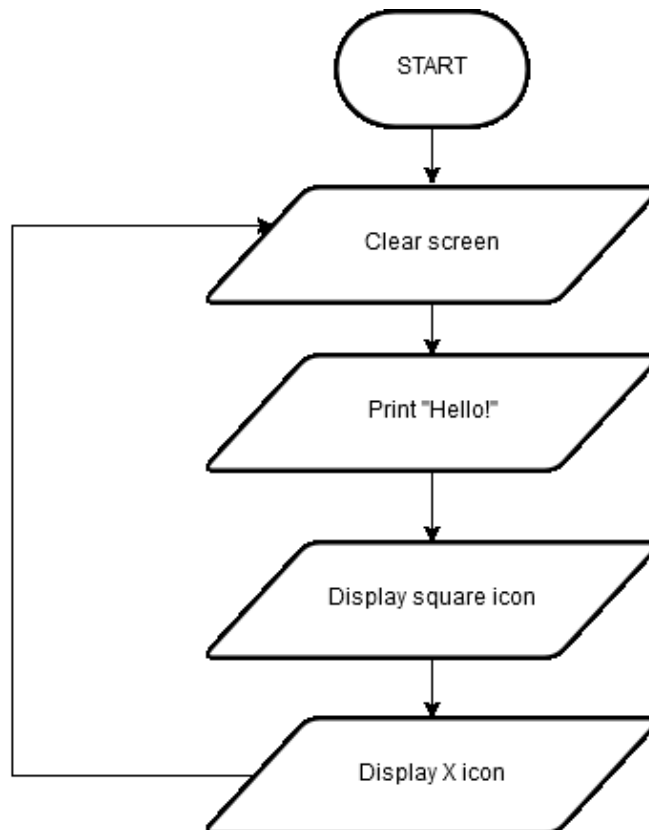 START
Clear screen
Print "Hello!"
Display square icon
Display X icon